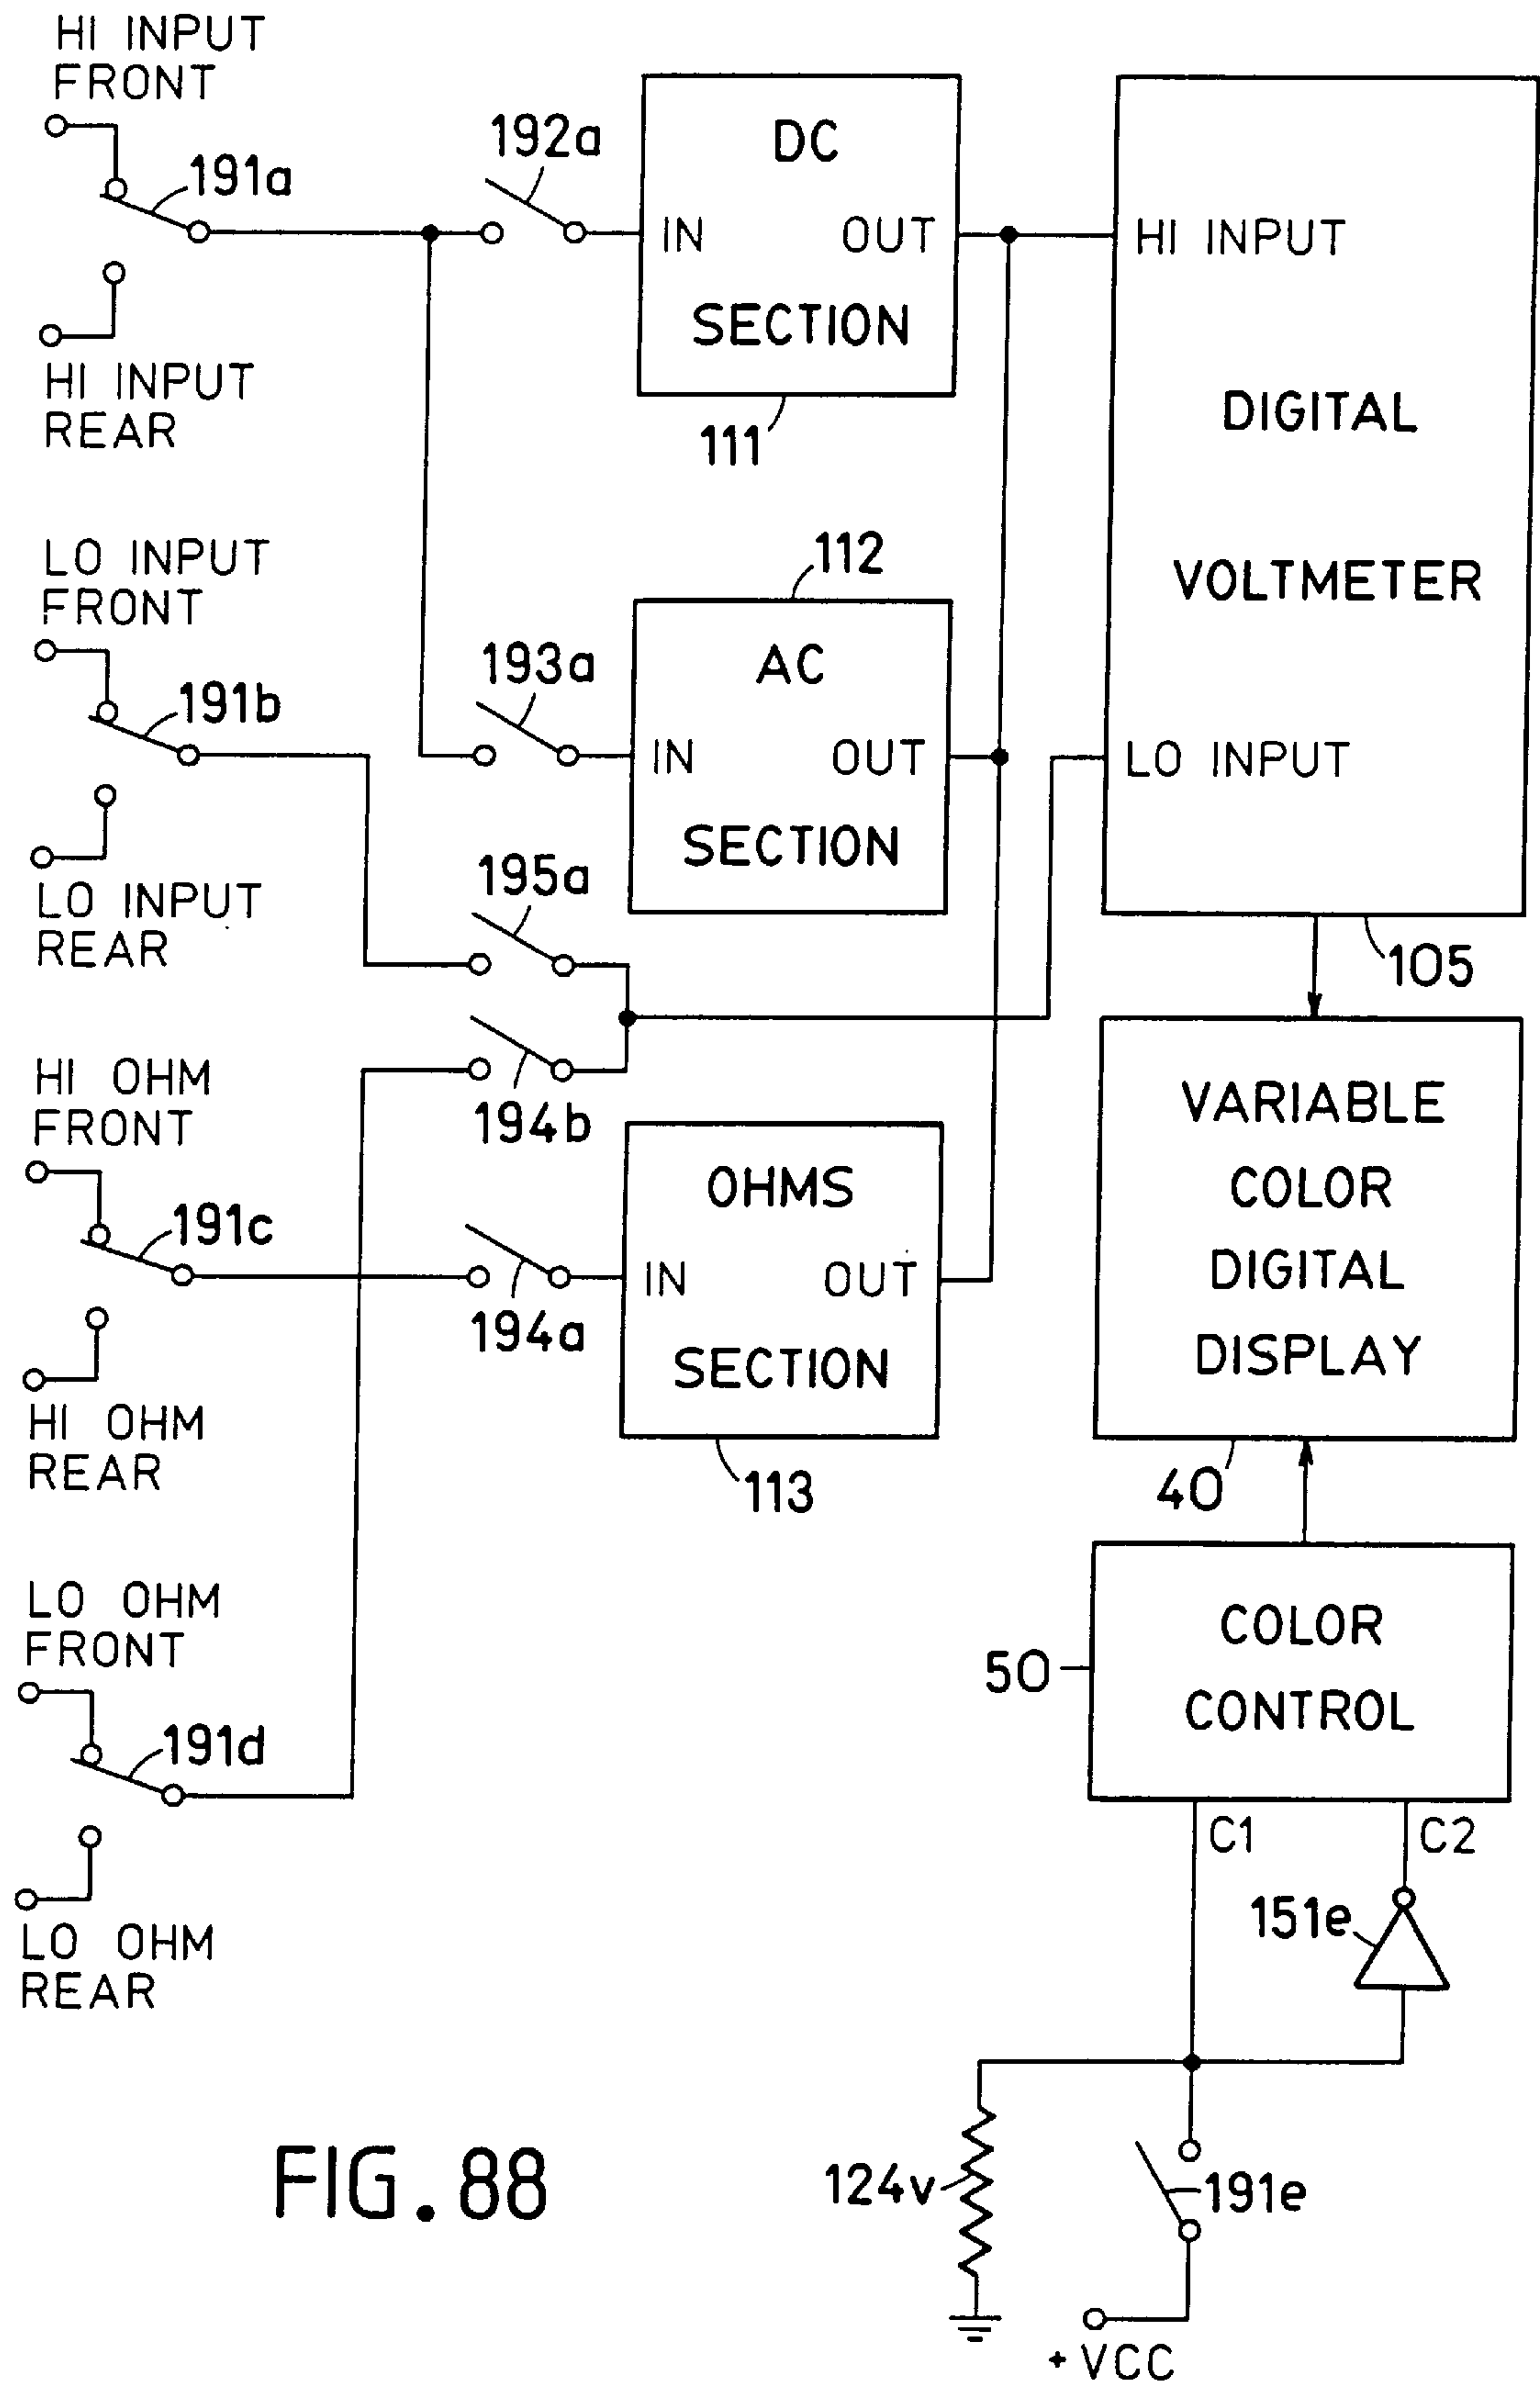 HI INPUT
FRONT
191a
HI INPUT
REAR
192a
DC
IN OUT
SECTION
111
HI INPUT
DIGITAL
VOLTMETER
LO INPUT
105
LO INPUT
FRONT
191b
LO INPUT
REAR
193a
112
AC
IN OUT
SECTION
195a
194b
HI OHM
FRONT
191c
HI OHM
REAR
194a
OHMS
IN OUT
SECTION
113
VARIABLE
COLOR
DIGITAL
DISPLAY
40
LO OHM
FRONT
191d
LO OHM
REAR
50
COLOR
CONTROL
C1 C2
151e
124v
191e
+ VCC
FIG. 88